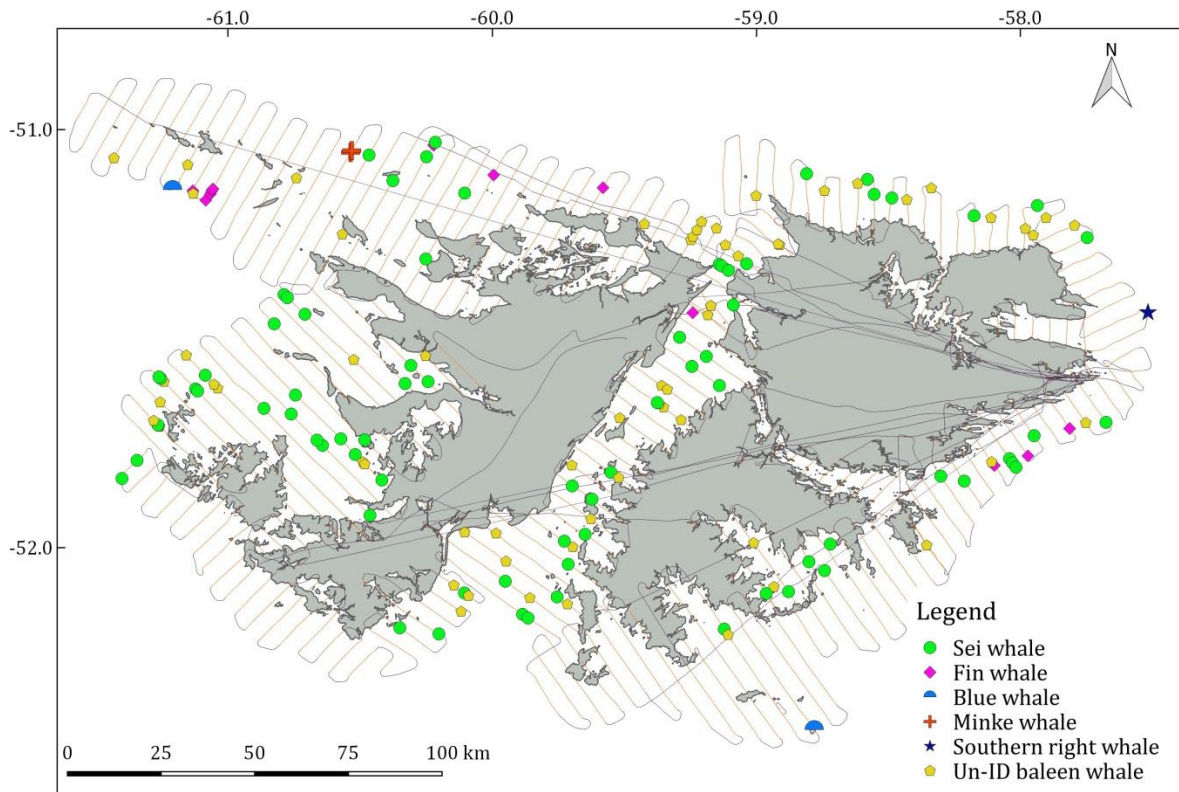 -61.0 -60.0 -59.0 -58.0
N
-51.0
-52.0
Legend
Sei whale
Fin whale
Blue whale
Minke whale
Southern right whale
Un-ID baleen whale
0 25 50 75 100 km